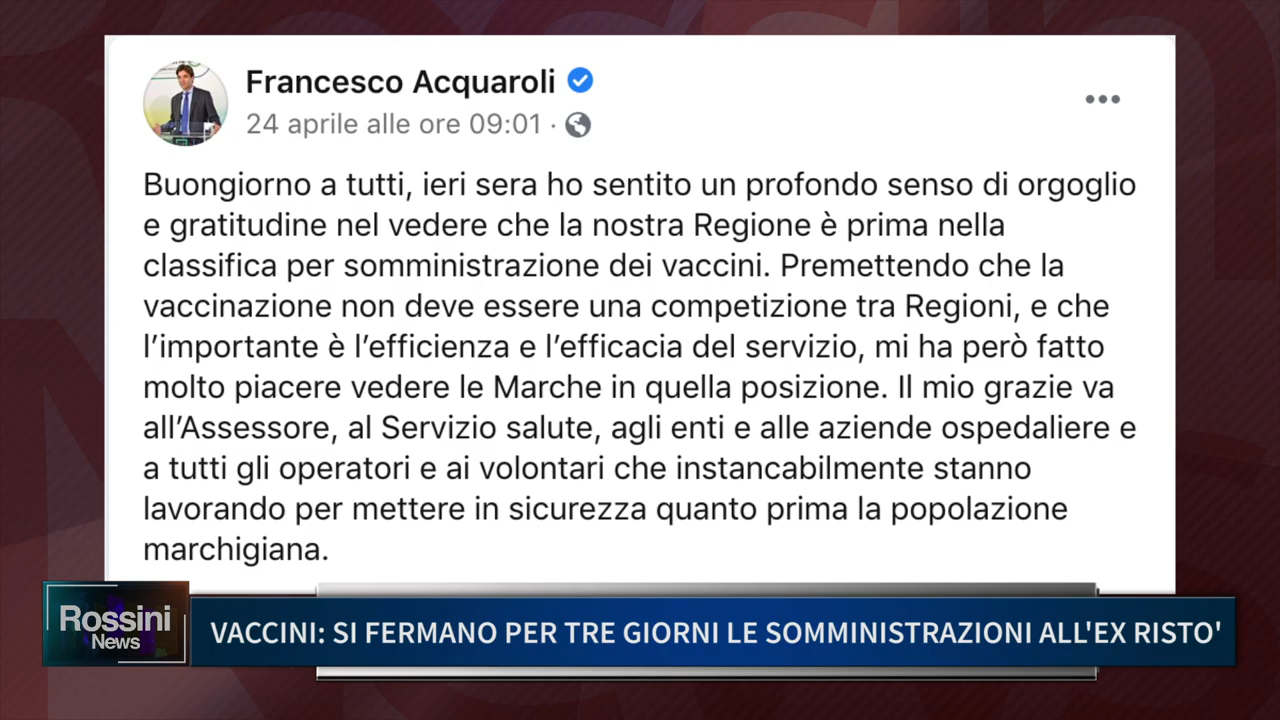 Francesco Acquaroli
24 aprile alle ore 09:01 ·
Buongiorno a tutti, ieri sera ho sentito un profondo senso di orgoglio
e gratitudine nel vedere che la nostra Regione è prima nella
classifica per somministrazione dei vaccini. Premettendo che la
vaccinazione non deve essere una competizione tra Regioni, e che
l’importante è l’efficienza e l’efficacia del servizio, mi ha però fatto
molto piacere vedere le Marche in quella posizione. Il mio grazie va
all’Assessore, al Servizio salute, agli enti e alle aziende ospedaliere e
a tutti gli operatori e ai volontari che instancabilmente stanno
lavorando per mettere in sicurezza quanto prima la popolazione
marchigiana.
Rossini
News
VACCINI: SI FERMANO PER TRE GIORNI LE SOMMINISTRAZIONI ALL'EX RISTO'